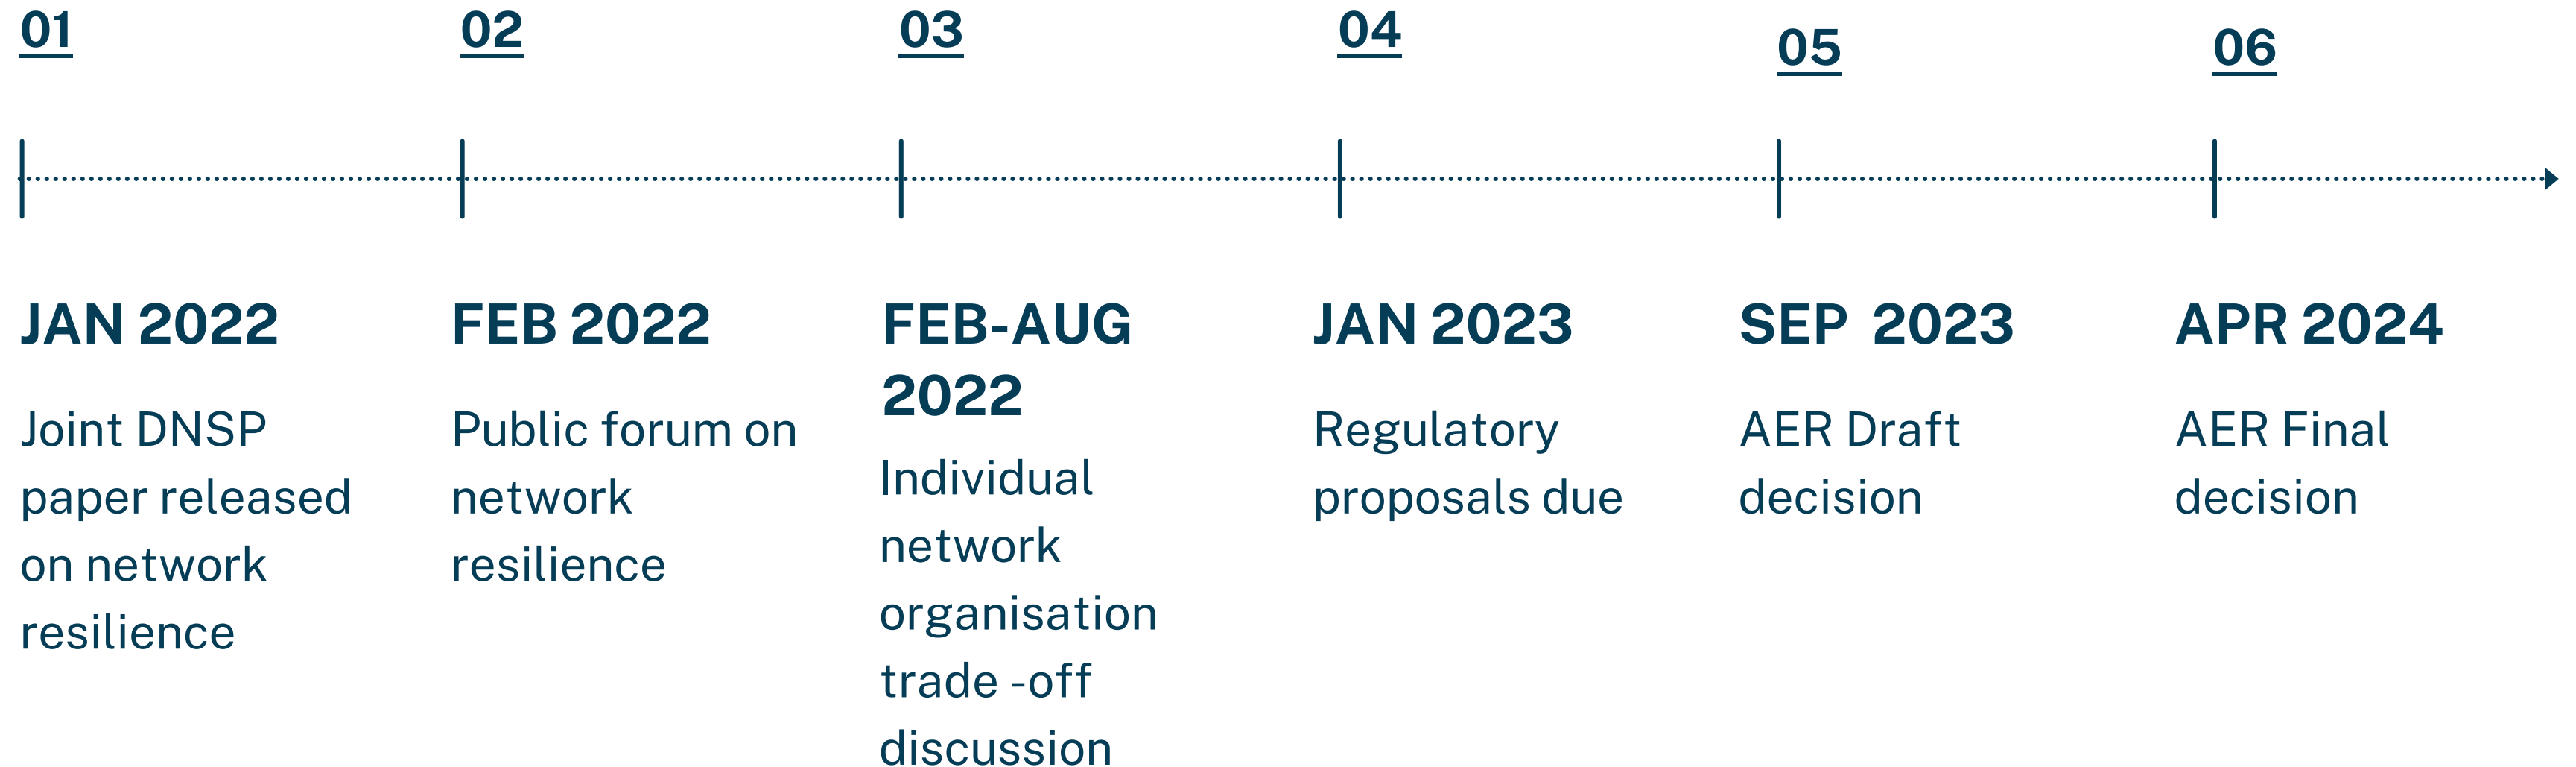 01
02
03
04
05
06
JAN 2022
Joint DNSP
paper released
on network
resilience
FEB 2022
Public forum on
network
resilience
FEB-AUG
2022
Individual
network
organisation
trade -off
discussion
JAN 2023
Regulatory
proposals due
SEP  2023
AER Draft
decision
APR 2024
AER Final
decision